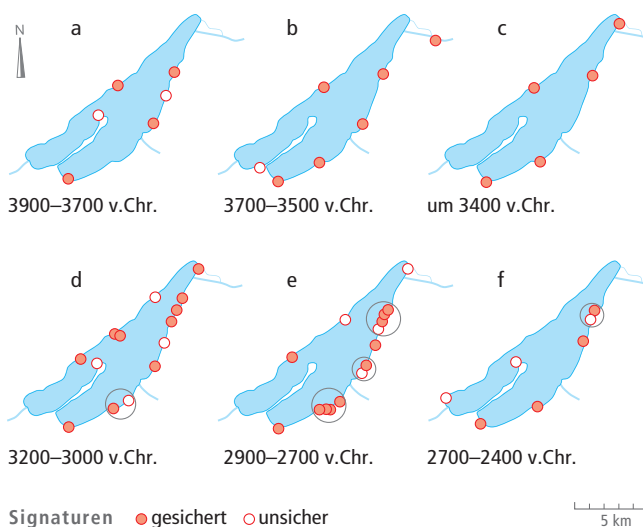 N
a
b
c
3900–3700 v.Chr.
3700–3500 v.Chr.
um 3400 v.Chr.
d
e
f
3200–3000 v.Chr.
2900–2700 v.Chr.
2700–2400 v.Chr.
Signaturen gesichert unsicher
5 km